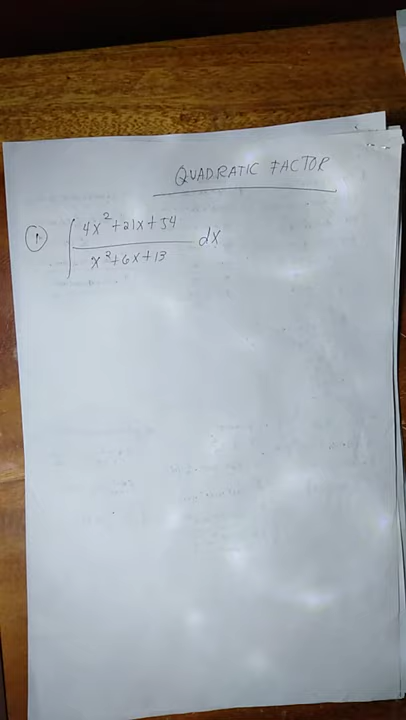 QUADRATIC FACTOR
① ∫ 4x²+21x+54
x²+6x+13 dx